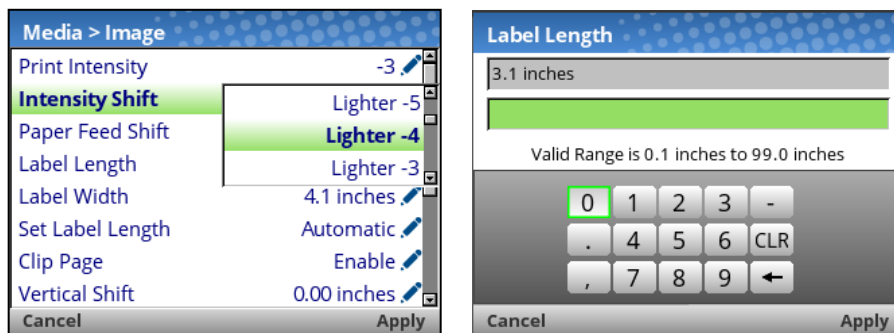 Media > Image
Print Intensity -3
Intensity Shift
Lighter -5
Lighter -4
Lighter -3
Paper Feed Shift
Label Length
Label Width 4.1 inches
Set Label Length Automatic
Clip Page Enable
Vertical Shift 0.00 inches
Cancel Apply
Label Length
3.1 inches
Valid Range is 0.1 inches to 99.0 inches
0 1 2 3 -
. 4 5 6 CLR
, 7 8 9 ←
Cancel Apply